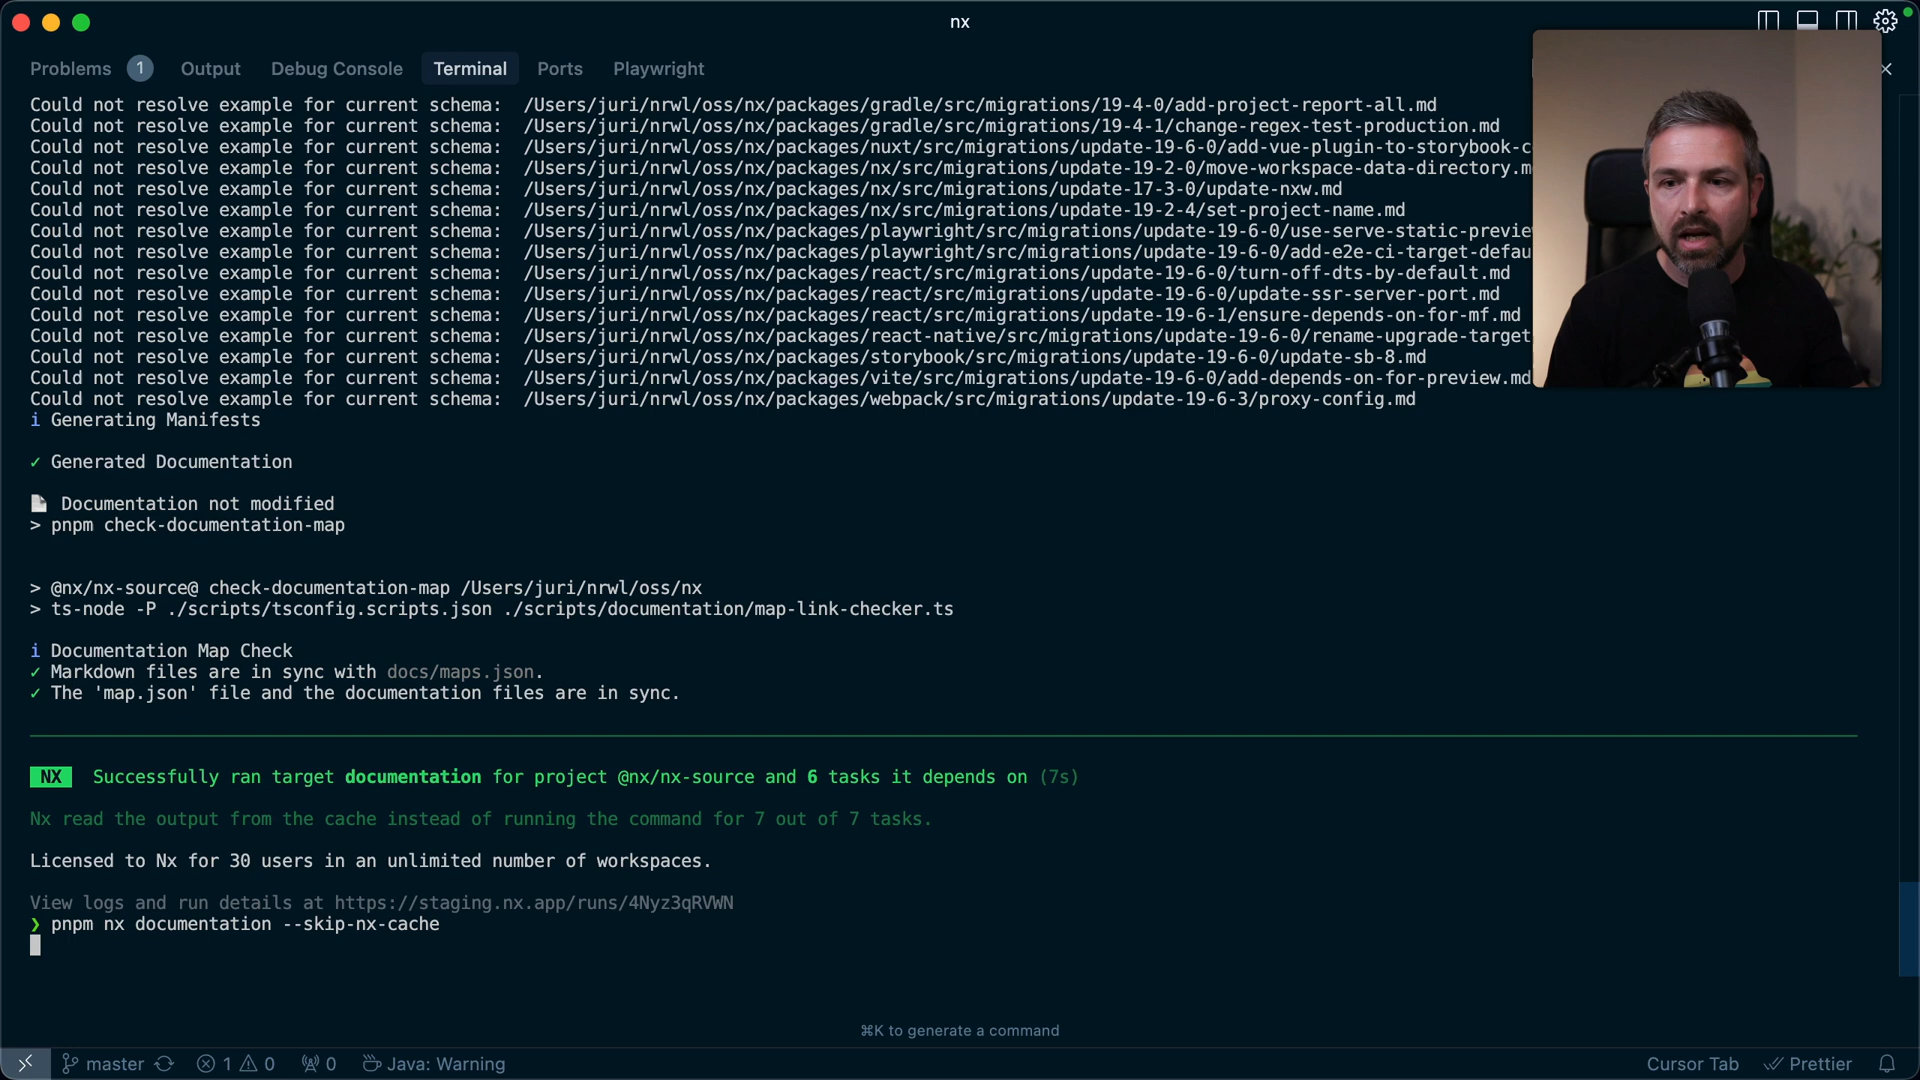 nx
Problems 1 Output Debug Console Terminal Ports Playwright
Could not resolve example for current schema: /Users/juri/nrwl/oss/nx/packages/gradle/src/migrations/19-4-0/add-project-report-all.md
Could not resolve example for current schema: /Users/juri/nrwl/oss/nx/packages/gradle/src/migrations/19-4-1/change-regex-test-production.md
Could not resolve example for current schema: /Users/juri/nrwl/oss/nx/packages/nuxt/src/migrations/update-19-6-0/add-vue-plugin-to-storybook-c
Could not resolve example for current schema: /Users/juri/nrwl/oss/nx/packages/nx/src/migrations/update-19-2-0/move-workspace-data-directory.m
Could not resolve example for current schema: /Users/juri/nrwl/oss/nx/packages/nx/src/migrations/update-17-3-0/update-nxw.md
Could not resolve example for current schema: /Users/juri/nrwl/oss/nx/packages/nx/src/migrations/update-19-2-4/set-project-name.md
Could not resolve example for current schema: /Users/juri/nrwl/oss/nx/packages/playwright/src/migrations/update-19-6-0/use-serve-static-previe
Could not resolve example for current schema: /Users/juri/nrwl/oss/nx/packages/playwright/src/migrations/update-19-6-0/add-e2e-ci-target-defau
Could not resolve example for current schema: /Users/juri/nrwl/oss/nx/packages/react/src/migrations/update-19-6-0/turn-off-dts-by-default.md
Could not resolve example for current schema: /Users/juri/nrwl/oss/nx/packages/react/src/migrations/update-19-6-0/update-ssr-server-port.md
Could not resolve example for current schema: /Users/juri/nrwl/oss/nx/packages/react/src/migrations/update-19-6-1/ensure-depends-on-for-mf.md
Could not resolve example for current schema: /Users/juri/nrwl/oss/nx/packages/react-native/src/migrations/update-19-6-0/rename-upgrade-target
Could not resolve example for current schema: /Users/juri/nrwl/oss/nx/packages/storybook/src/migrations/update-19-6-0/update-sb-8.md
Could not resolve example for current schema: /Users/juri/nrwl/oss/nx/packages/vite/src/migrations/update-19-6-0/add-depends-on-for-preview.md
Could not resolve example for current schema: /Users/juri/nrwl/oss/nx/packages/webpack/src/migrations/update-19-6-3/proxy-config.md
i Generating Manifests
✓ Generated Documentation
Documentation not modified
> pnpm check-documentation-map
> @nx/nx-source@ check-documentation-map /Users/juri/nrwl/oss/nx
> ts-node -P ./scripts/tsconfig.scripts.json ./scripts/documentation/map-link-checker.ts
i Documentation Map Check
✓ Markdown files are in sync with docs/maps.json.
✓ The 'map.json' file and the documentation files are in sync.
NX Successfully ran target documentation for project @nx/nx-source and 6 tasks it depends on (7s)
Nx read the output from the cache instead of running the command for 7 out of 7 tasks.
Licensed to Nx for 30 users in an unlimited number of workspaces.
View logs and run details at https://staging.nx.app/runs/4Nyz3qRVWN
❯ pnpm nx documentation --skip-nx-cache
⌘K to generate a command
master 1 0 0 Java: Warning Cursor Tab Prettier